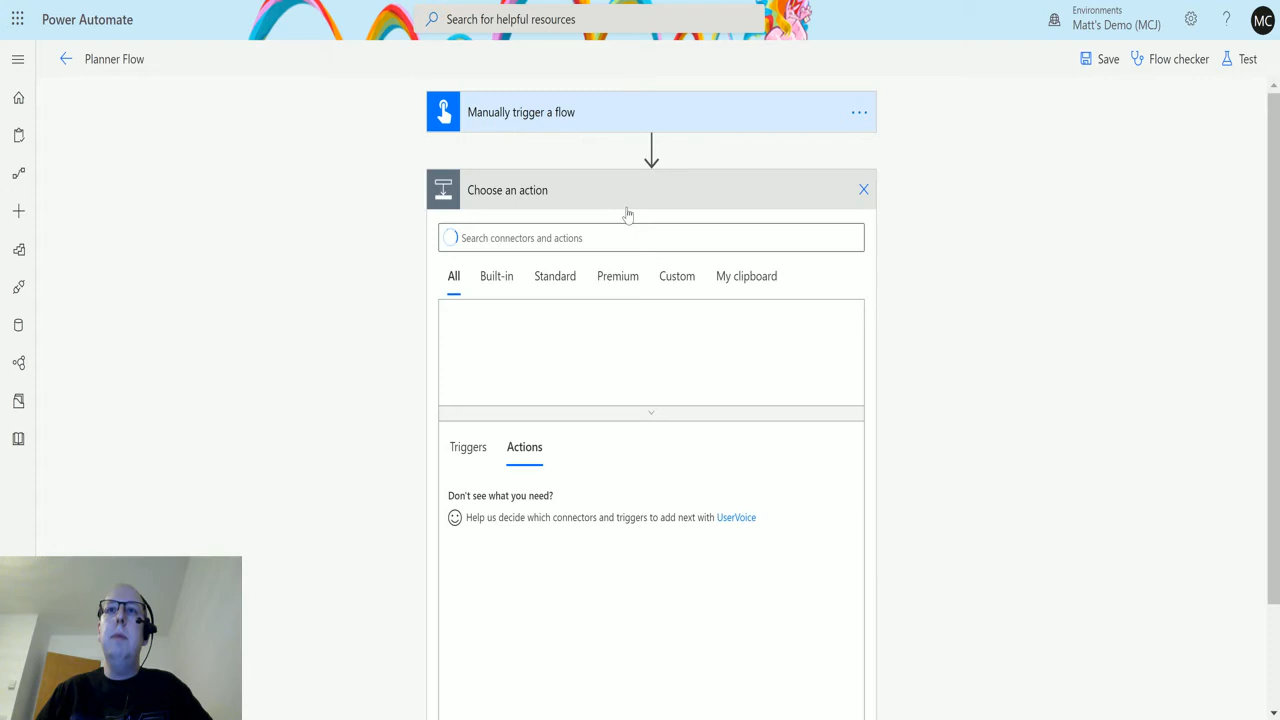 Power Automate
Search for helpful resources
Environments
Matt's Demo (MCJ)
MC
Planner Flow
Save
Flow checker
Test
Manually trigger a flow
Choose an action
Search connectors and actions
All
Built-in
Standard
Premium
Custom
My clipboard
Triggers
Actions
Don't see what you need?
Help us decide which connectors and triggers to add next with UserVoice